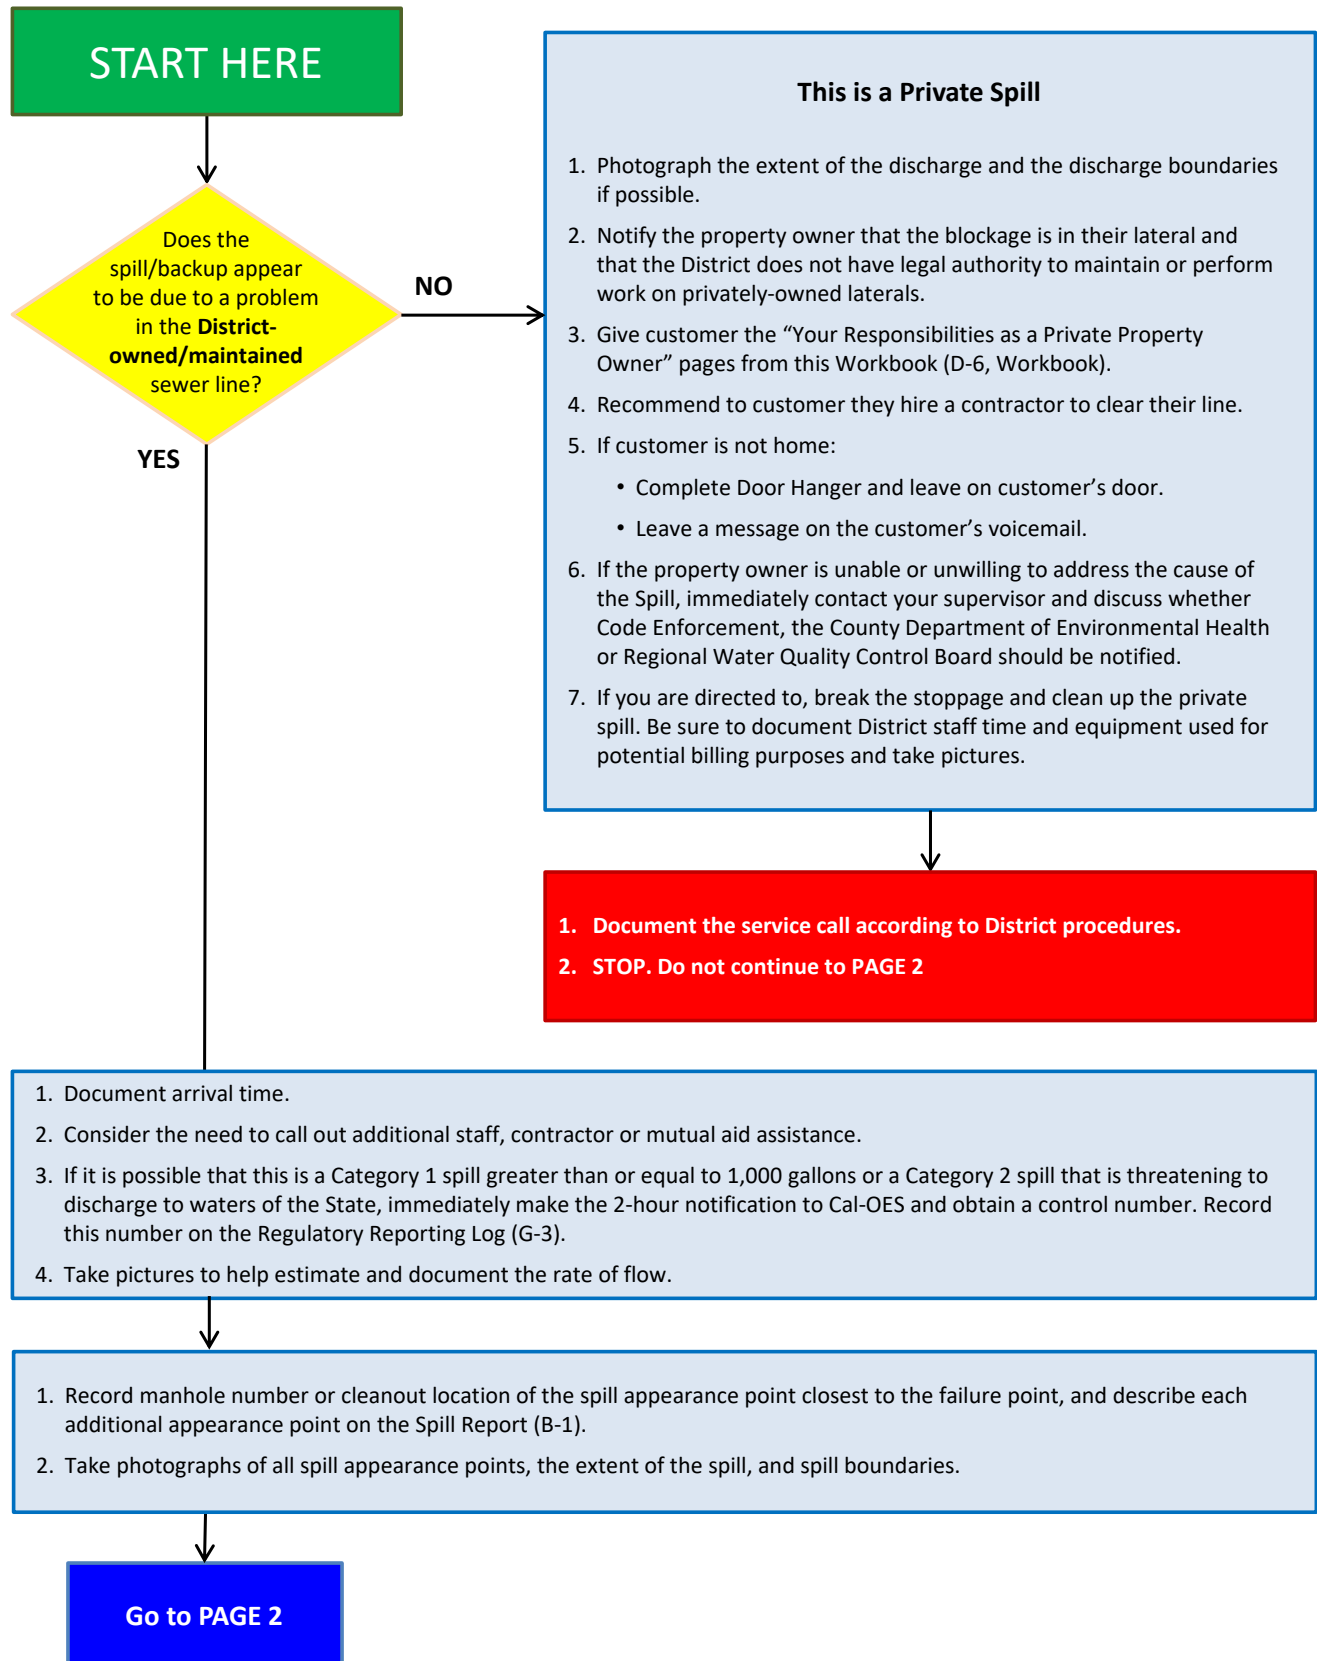 START HERE
Does the
spill/backup appear
to be due to a problem
in the District-
owned/maintained
sewer line?
NO
YES
This is a Private Spill
1. Photograph the extent of the discharge and the discharge boundaries
if possible.
2. Notify the property owner that the blockage is in their lateral and
that the District does not have legal authority to maintain or perform
work on privately-owned laterals.
3. Give customer the “Your Responsibilities as a Private Property
Owner” pages from this Workbook (D-6, Workbook).
4. Recommend to customer they hire a contractor to clear their line.
5. If customer is not home:
• Complete Door Hanger and leave on customer’s door.
• Leave a message on the customer’s voicemail.
6. If the property owner is unable or unwilling to address the cause of
the Spill, immediately contact your supervisor and discuss whether
Code Enforcement, the County Department of Environmental Health
or Regional Water Quality Control Board should be notified.
7. If you are directed to, break the stoppage and clean up the private
spill. Be sure to document District staff time and equipment used for
potential billing purposes and take pictures.
1. Document the service call according to District procedures.
2. STOP. Do not continue to PAGE 2
1. Document arrival time.
2. Consider the need to call out additional staff, contractor or mutual aid assistance.
3. If it is possible that this is a Category 1 spill greater than or equal to 1,000 gallons or a Category 2 spill that is threatening to
discharge to waters of the State, immediately make the 2-hour notification to Cal-OES and obtain a control number. Record
this number on the Regulatory Reporting Log (G-3).
4. Take pictures to help estimate and document the rate of flow.
1. Record manhole number or cleanout location of the spill appearance point closest to the failure point, and describe each
additional appearance point on the Spill Report (B-1).
2. Take photographs of all spill appearance points, the extent of the spill, and spill boundaries.
Go to PAGE 2